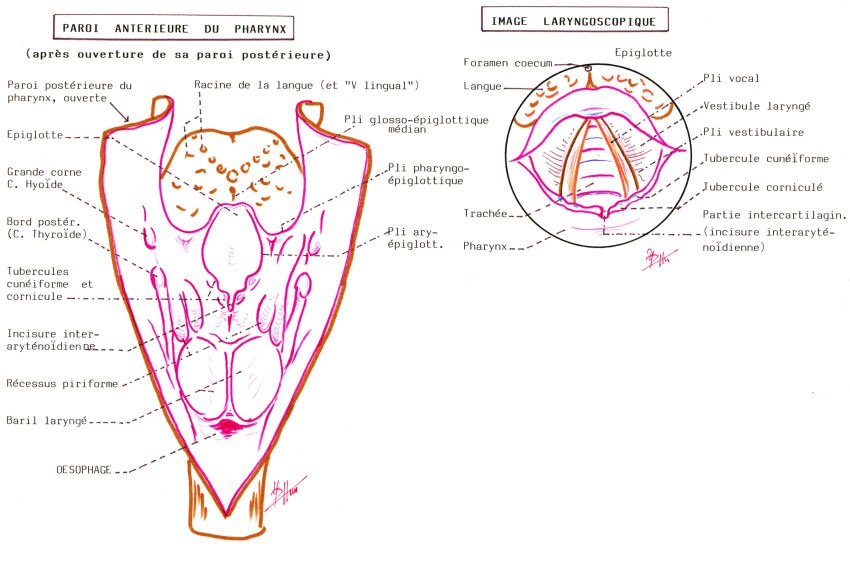 PAROI ANTERIEURE DU PHARYNX
(après ouverture de sa paroi postérieure)
Paroi postérieure du
pharynx, ouverte
Racine de la langue (et "V lingual")
Pli glosso-épiglottique
médian
Epiglotte
Pli pharyngo-
épiglottique
Grande corne
C. Hyoïde
Bord postér.
(C. Thyroïde)
Pli ary-
épiglott.
Tubercules
cunéiforme et
cornicule
Incisure inter-
aryténoïdienne
Récessus piriforme
Baril laryngé
OESOPHAGE
IMAGE LARYNGOSCOPIQUE
Epiglotte
Foramen coecum
Langue
Pli vocal
Vestibule laryngé
Pli vestibulaire
Tubercule cunéïforme
Tubercule corniculé
Trachée
Partie intercartilagin.
(incisure interaryté-
noïdienne)
Pharynx